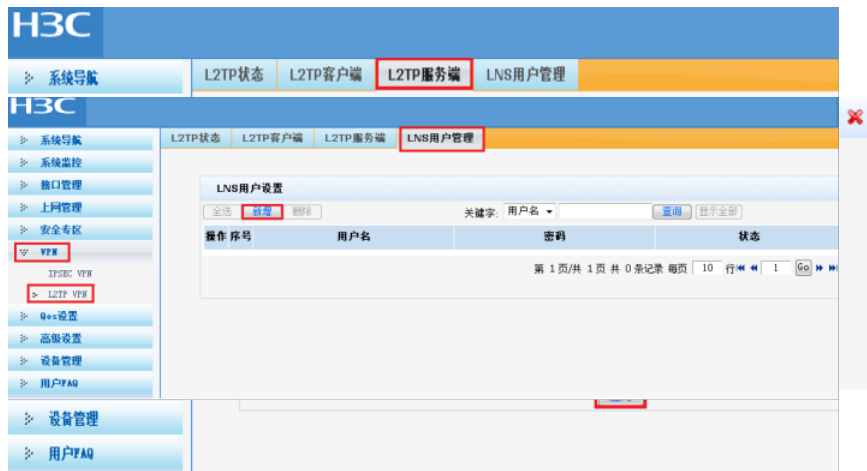 H3C
系统导航
L2TP状态 L2TP客户端 L2TP服务端 LNS用户管理
H3C
系统导航
系统监控
接口管理
上网管理
安全专区
VPN
IPSEC VPN
L2TP VPN
Qos设置
高级设置
设备管理
用户FAQ
L2TP状态 L2TP客户端 L2TP服务端 LNS用户管理
LNS用户设置
全选 新增 删除 关键字: 用户名 查询 显示全部
操作 序号 用户名 密码 状态
第 1 页/共 1 页 共 0 条记录 每页 10 行 1 Go
设备管理
用户FAQ